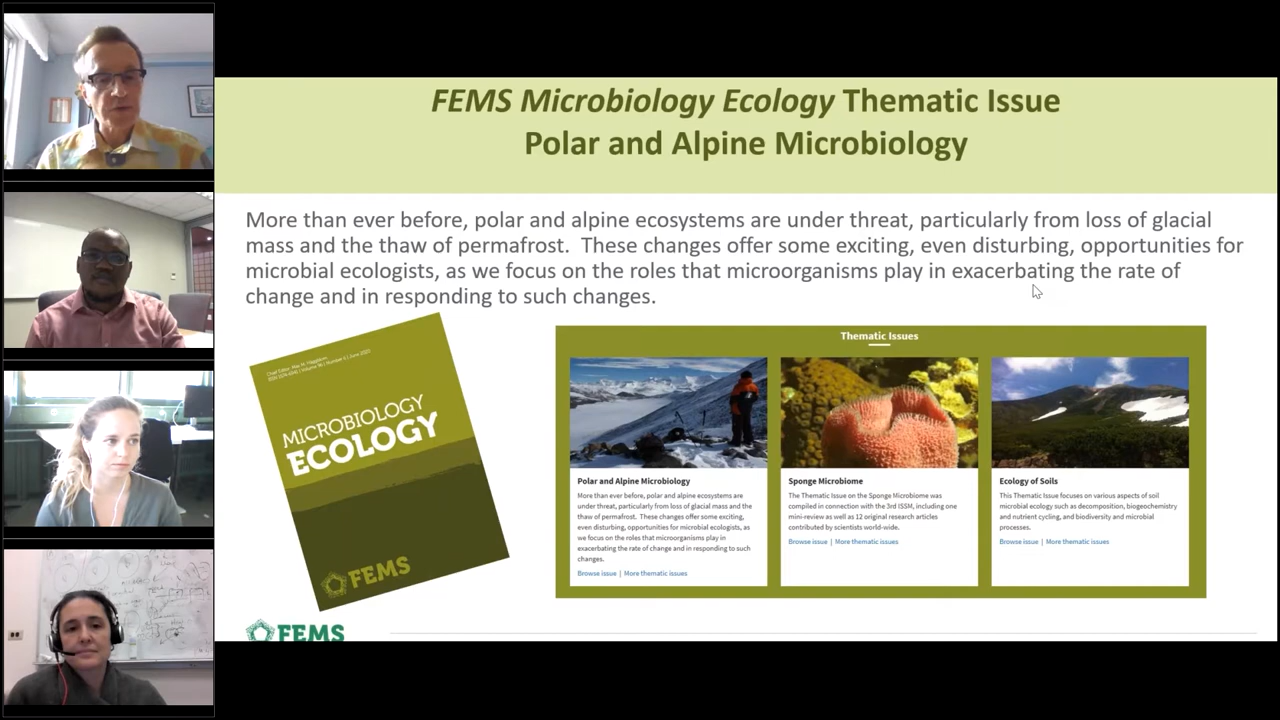 FEMS Microbiology Ecology Thematic Issue
Polar and Alpine Microbiology
More than ever before, polar and alpine ecosystems are under threat, particularly from loss of glacial
mass and the thaw of permafrost. These changes offer some exciting, even disturbing, opportunities for
microbial ecologists, as we focus on the roles that microorganisms play in exacerbating the rate of
change and in responding to such changes.
MICROBIOLOGY
ECOLOGY
FEMS
Thematic Issues
Polar and Alpine Microbiology
More than ever before, polar and alpine ecosystems are
under threat, particularly from loss of glacial mass and the
thaw of permafrost. These changes offer some exciting,
even disturbing, opportunities for microbial ecologists, as
we focus on the roles that microorganisms play in
exacerbating the rate of change and in responding to such
changes.
Browse issue | More thematic issues
Sponge Microbiome
The Thematic Issue on the Sponge Microbiome was
compiled in connection with the 3rd ISSM, including one
mini-review as well as 12 original research articles
contributed by scientists world-wide.
Browse issue | More thematic issues
Ecology of Soils
This Thematic Issue focuses on various aspects of soil
microbial ecology such as decomposition, biogeochemistry
and nutrient cycling, and biodiversity and microbial
processes.
Browse issue | More thematic issues
FEMS